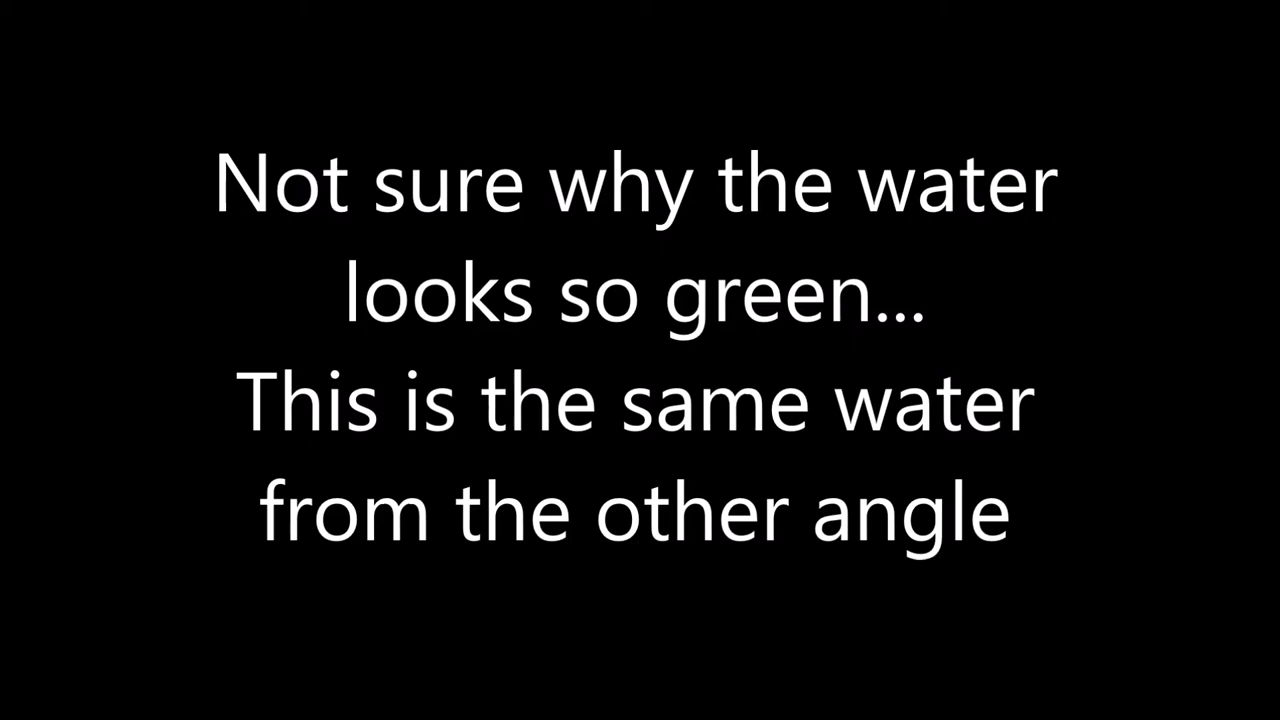 Not sure why the water
looks so green...
This is the same water
from the other angle